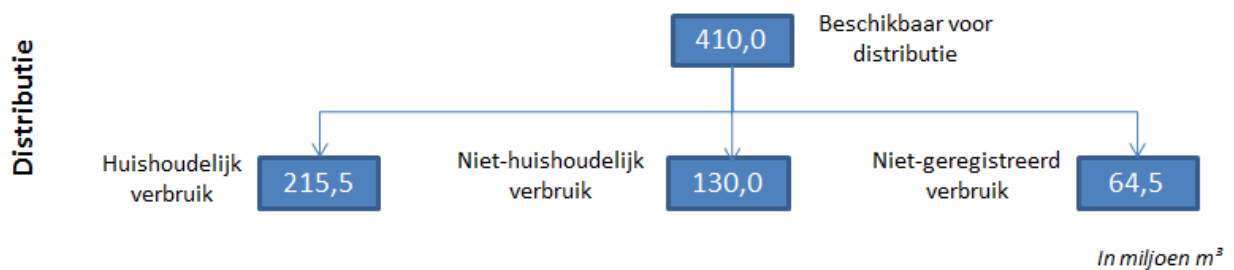 Distributie
410,0
Beschikbaar voor
distributie
Huishoudelijk
verbruik
215,5
Niet-huishoudelijk
verbruik
130,0
Niet-geregistreerd
verbruik
64,5
In miljoen m³